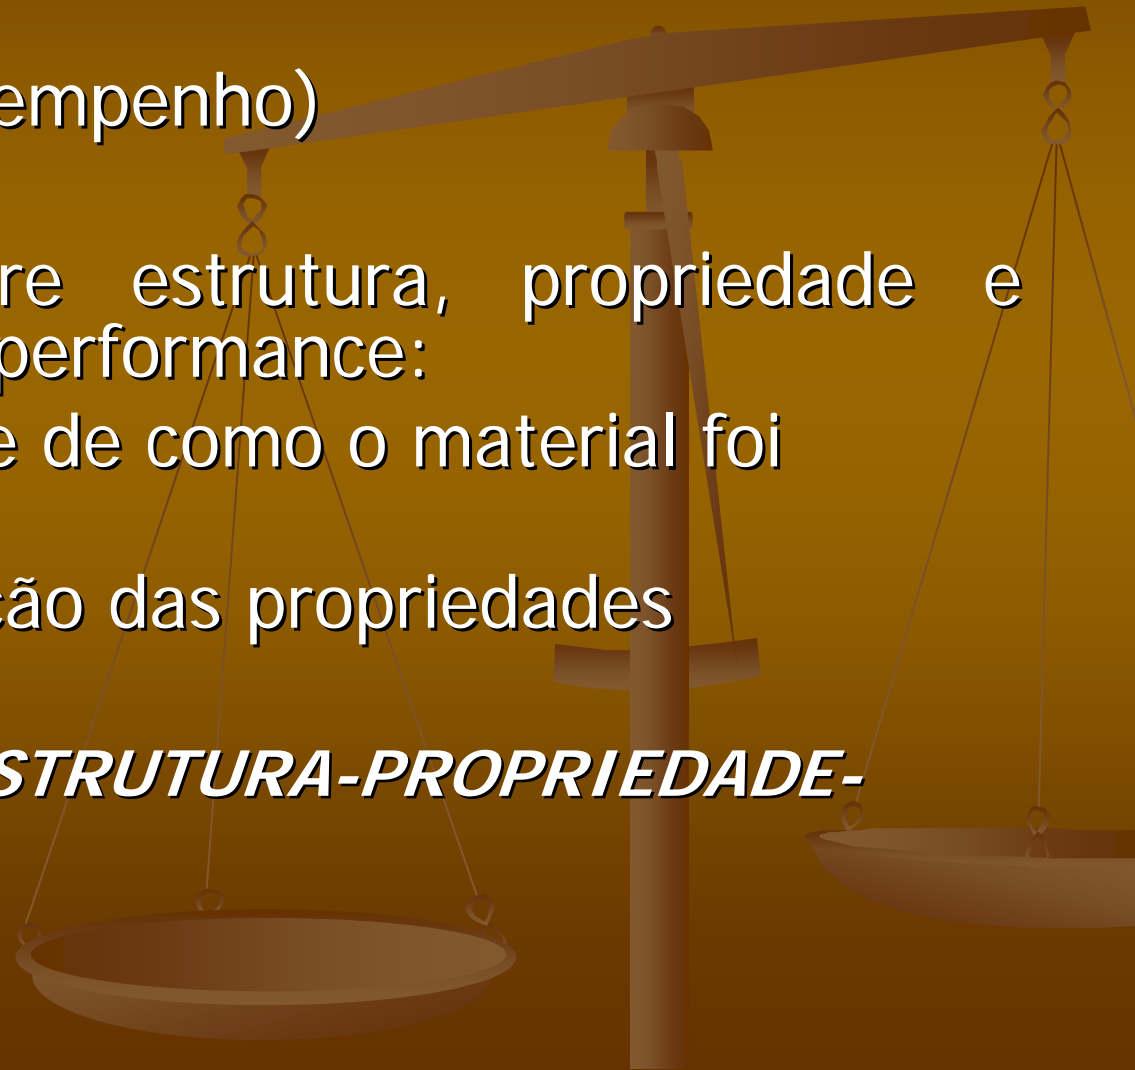 empenho)
re estrutura, propriedade e
performance:
e de como o material foi
ção das propriedades
STRUTURA-PROPRIEDADE-